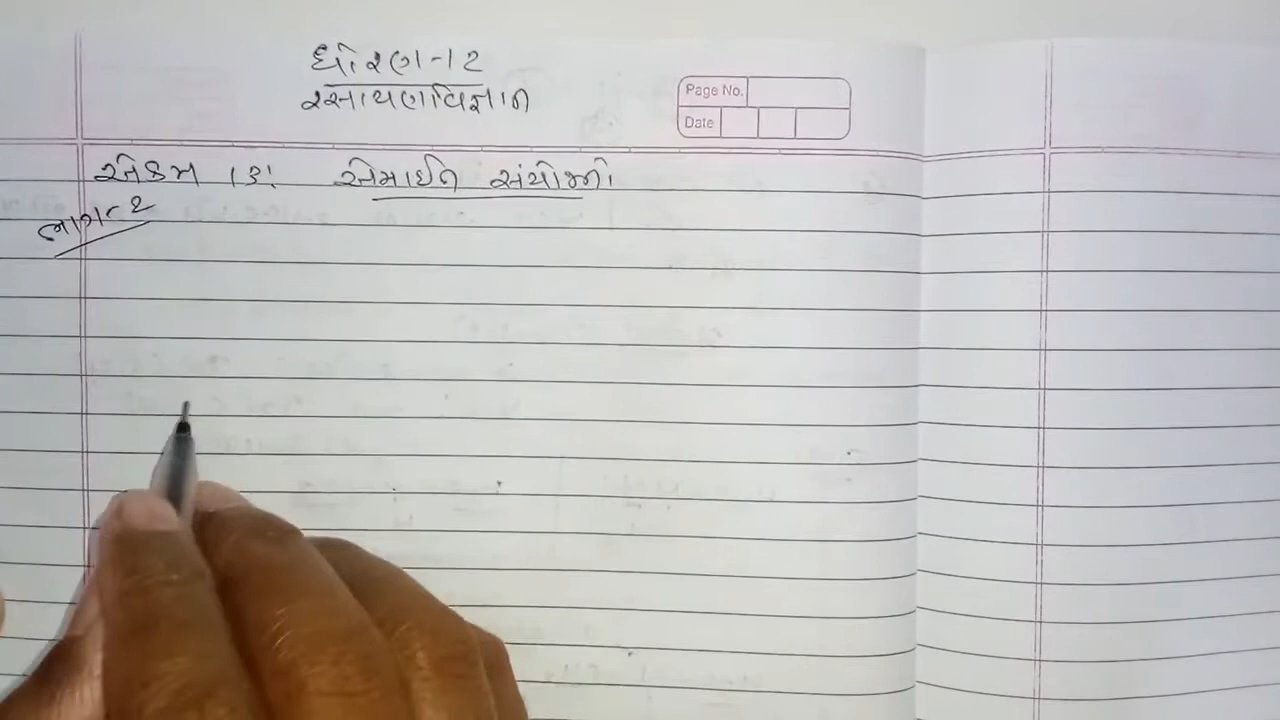 ધોરણ-૧૨
રસાયણવિજ્ઞાન
Page No.
Date
એકમ ૧૩: એમાઈન સંયોજનો
ભાગ-૨